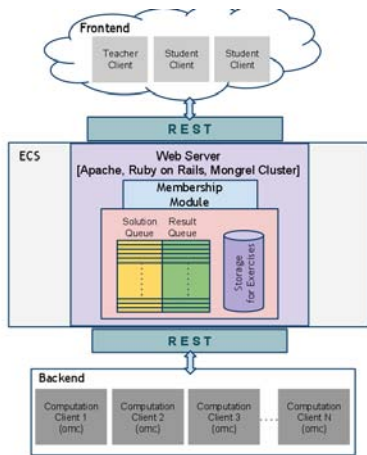 Frontend
Teacher Client
Student Client
Student Client
REST
ECS
Web Server
[Apache, Ruby on Rails, Mongrel Cluster]
Membership
Module
Solution Queue
Result Queue
Storage for Exercises
REST
Backend
Computation Client 1 (omc)
Computation Client 2 (omc)
Computation Client 3 (omc)
Computation Client N (omc)